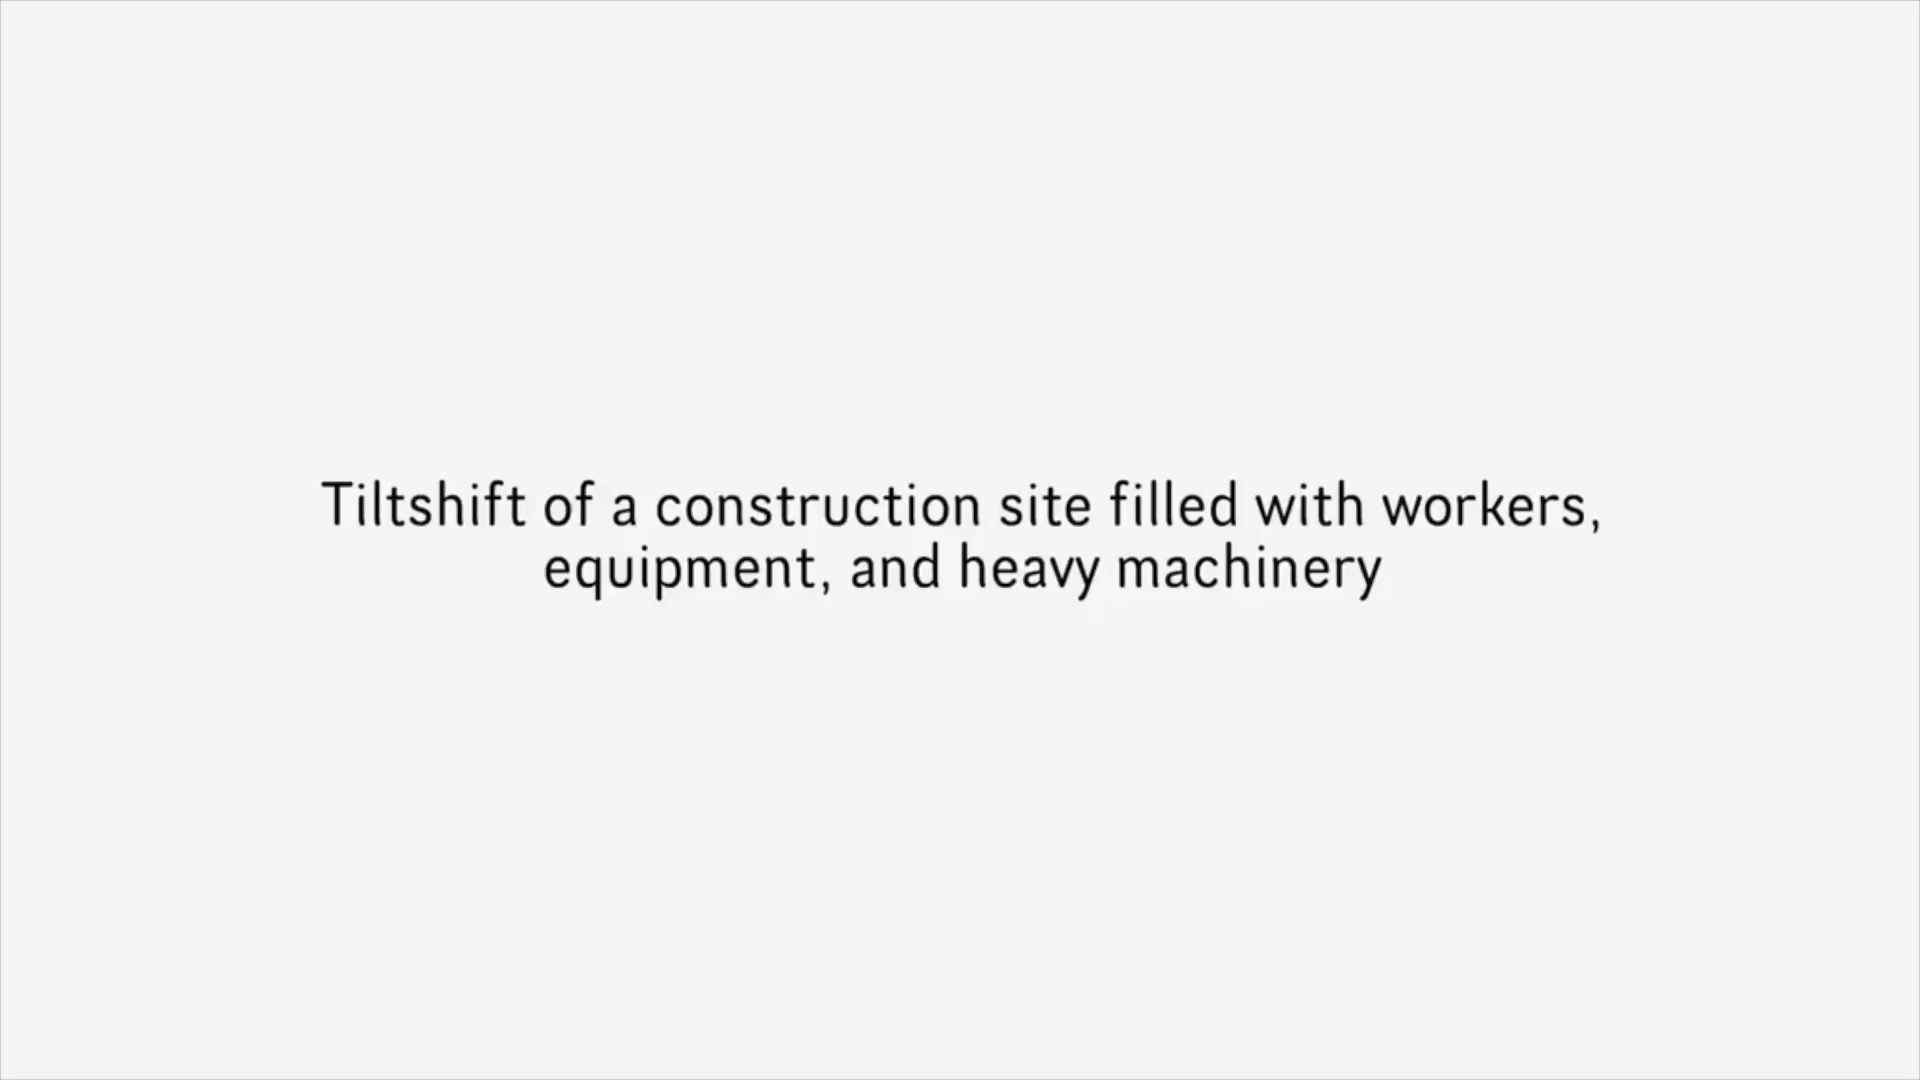 Tiltshift of a construction site filled with workers,
equipment, and heavy machinery